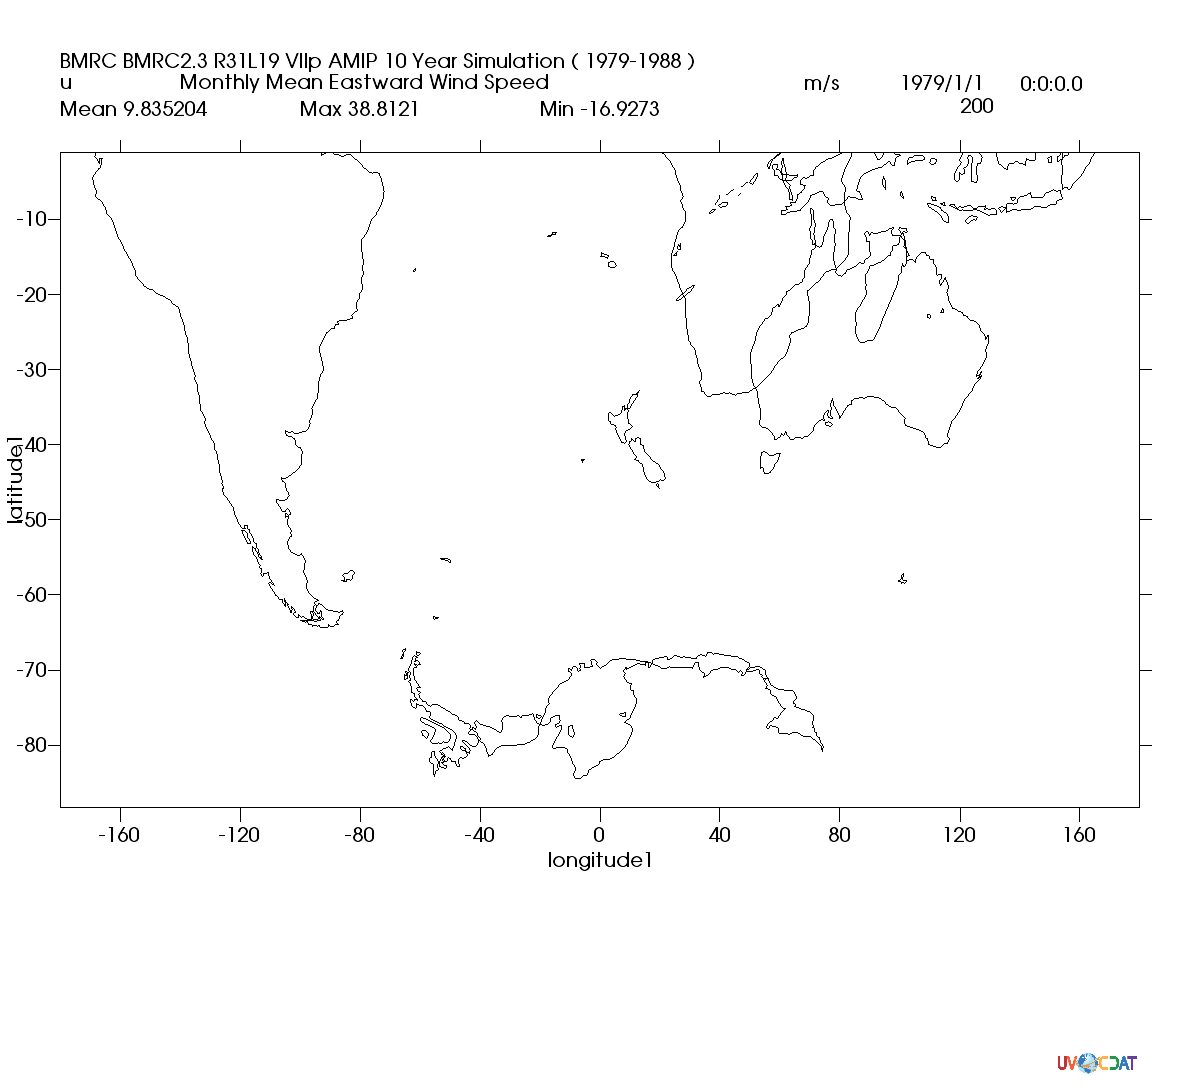 BMRC BMRC2.3 R31L19 VIIp AMIP 10 Year Simulation ( 1979-1988 )
u Monthly Mean Eastward Wind Speed m/s 1979/1/1 0:0:0.0
Mean 9.835204 Max 38.8121 Min -16.9273 200
-10
-20
-30
-40
-50
-60
-70
-80
latitude1
-160 -120 -80 -40 0 40 80 120 160
longitude1
UV CDAT